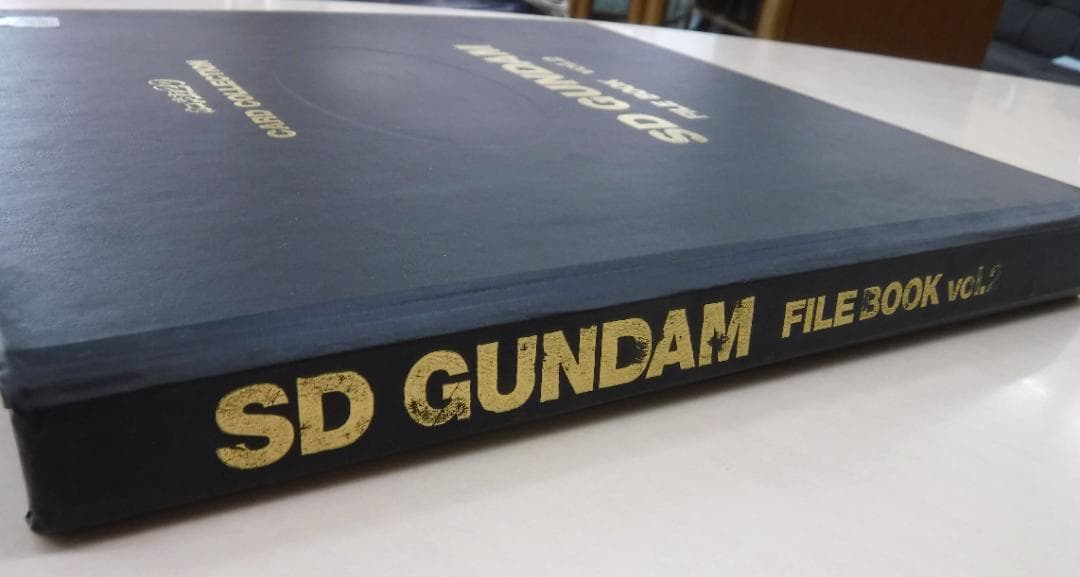 SD GUNDAM
FILE BOOK VOL.2
CARD COLLECTION
SD GUNDAM FILE BOOK vol.2